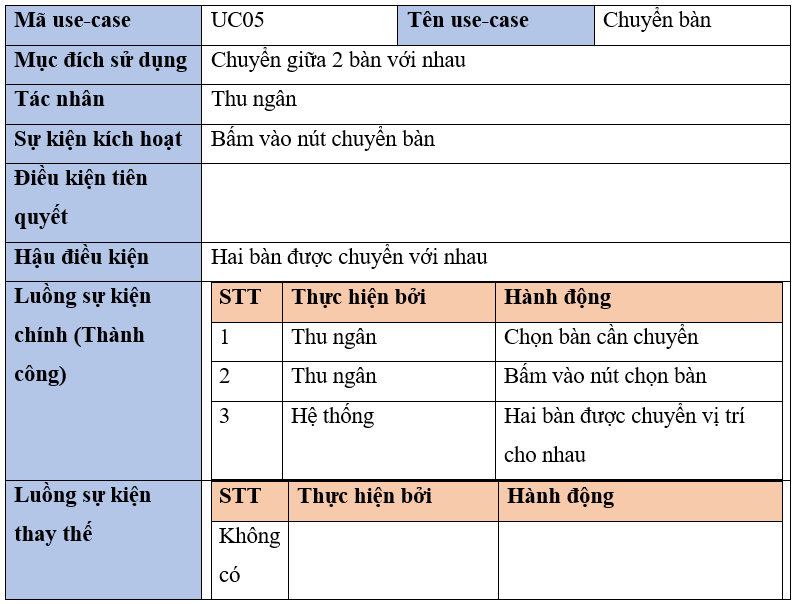 Mã use-case UC05 Tên use-case Chuyển bàn
Mục đích sử dụng Chuyển giữa 2 bàn với nhau
Tác nhân Thu ngân
Sự kiện kích hoạt Bấm vào nút chuyển bàn
Điều kiện tiên
quyết
Hậu điều kiện Hai bàn được chuyển với nhau
Luồng sự kiện
chính (Thành
công)
STT Thực hiện bởi Hành động
1 Thu ngân Chọn bàn cần chuyển
2 Thu ngân Bấm vào nút chọn bàn
3 Hệ thống Hai bàn được chuyển vị trí
cho nhau
Luồng sự kiện
thay thế
STT Thực hiện bởi Hành động
Không
có